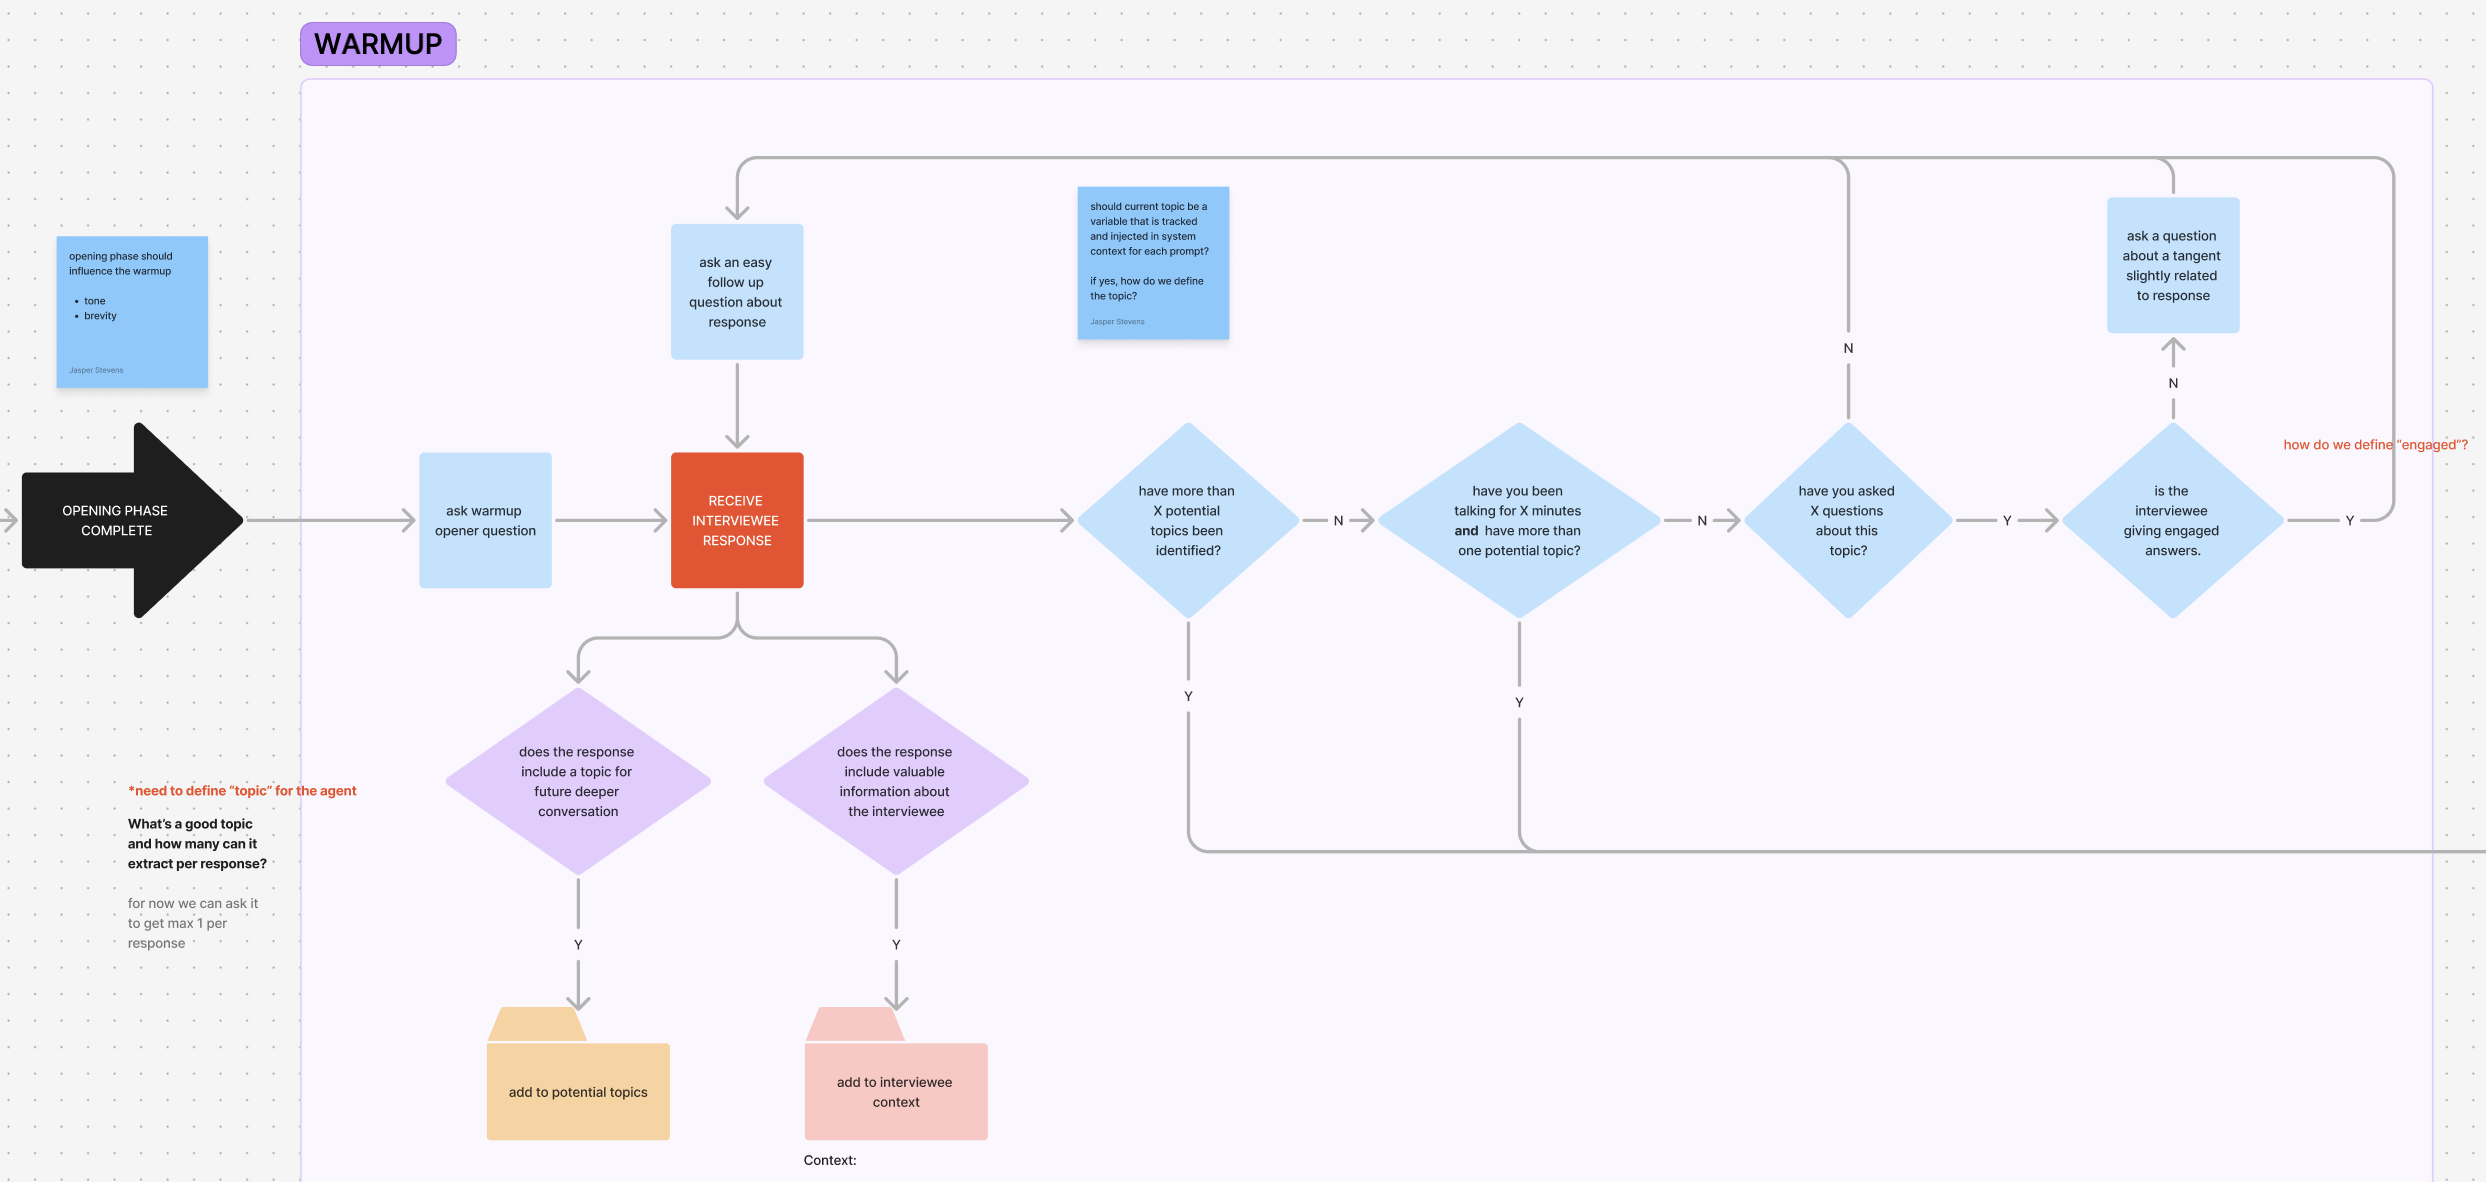 WARMUP
opening phase should
influence the warmup
• tone
• brevity
Jasper Stevens
OPENING PHASE
COMPLETE
ask warmup
opener question
ask an easy
follow up
question about
response
RECEIVE
INTERVIEWEE
RESPONSE
should current topic be a
variable that is tracked
and injected in system
context for each prompt?
if yes, how do we define
the topic?
Jasper Stevens
have more than
X potential
topics been
identified?
N
Y
have you been
talking for X minutes
and have more than
one potential topic?
N
Y
have you asked
X questions
about this
topic?
N
Y
is the
interviewee
giving engaged
answers.
N
Y
ask a question
about a tangent
slightly related
to response
how do we define “engaged”?
*need to define “topic” for the agent
What’s a good topic
and how many can it
extract per response?
for now we can ask it
to get max 1 per
response
does the response
include a topic for
future deeper
conversation
Y
add to potential topics
does the response
include valuable
information about
the interviewee
Y
add to interviewee
context
Context: